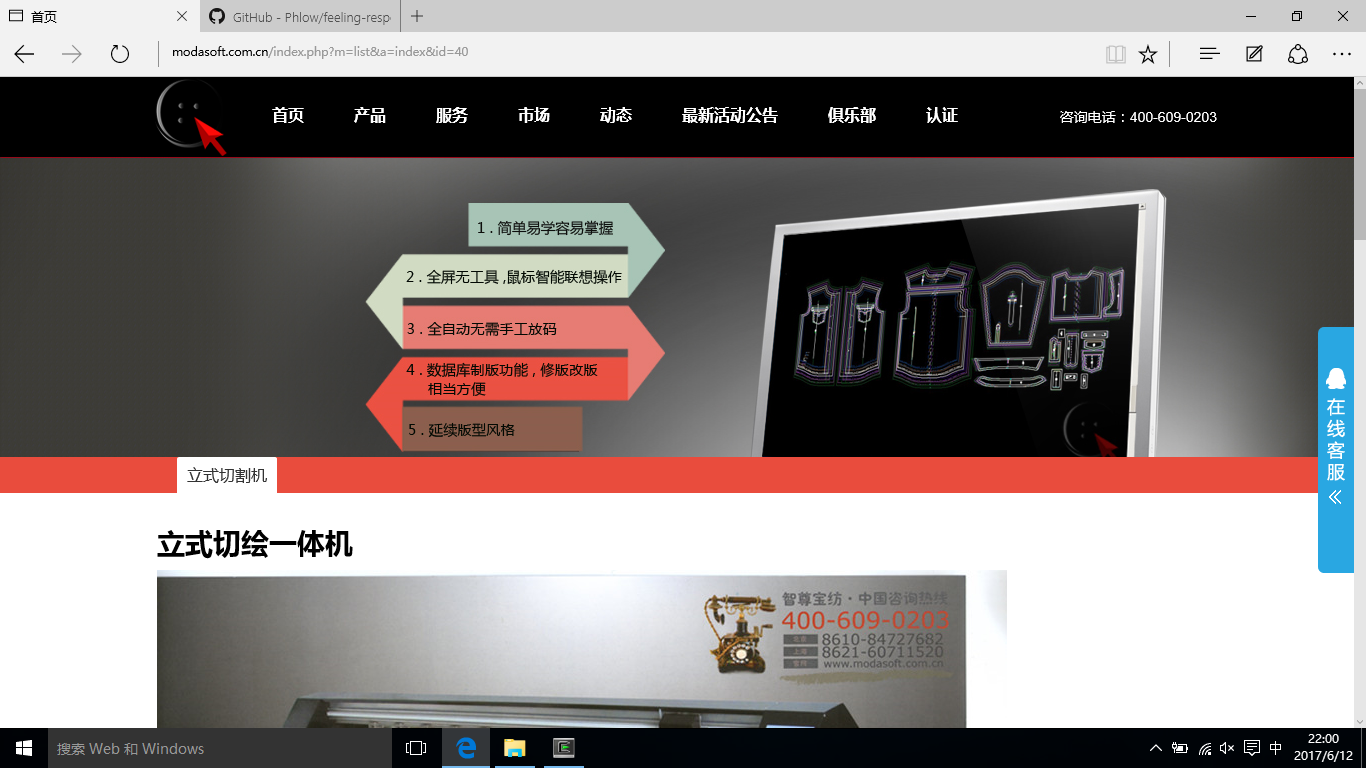 首页
GitHub - Phlow/feeling-resp
modasoft.com.cn/index.php?m=list&a=index&id=40
首页 产品 服务 市场 动态 最新活动公告 俱乐部 认证 咨询电话：400-609-0203
1 . 简单易学容易掌握
2 . 全屏无工具 ,鼠标智能联想操作
3 . 全自动无需手工放码
4 . 数据库制版功能 , 修版改版
相当方便
5 . 延续版型风格
在线客服
立式切割机
立式切绘一体机
智尊宝纺·中国咨询热线
400-609-0203
8610-84727682
上海 8621-60711520
www.modasoft.com.cn
搜索 Web 和 Windows
中
22:00
2017/6/12